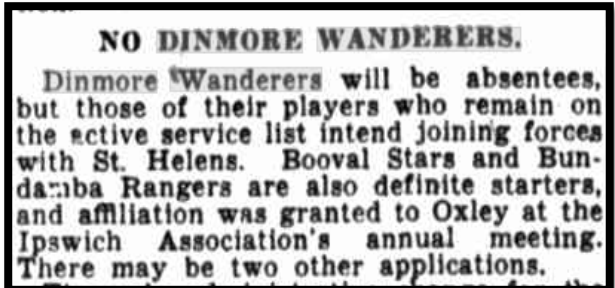 NO DINMORE WANDERERS.
Dinmore Wanderers will be absentees,
but those of their players who remain on
the active service list intend joining forces
with St. Helens. Booval Stars and Bun-
damba Rangers are also definite starters,
and affiliation was granted to Oxley at the
Ipswich Association's annual meeting.
There may be two other applications.